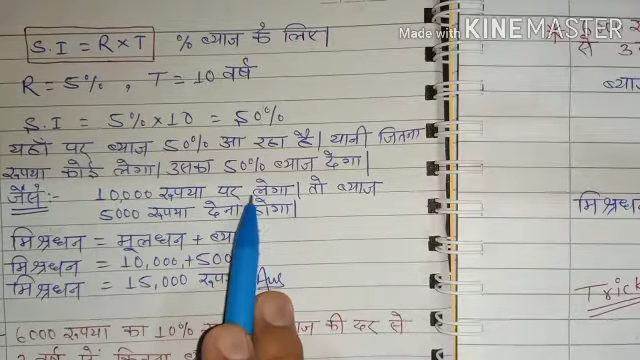 Made with KINEMASTER
S.I = R×T % ब्याज के लिए।
R = 5% , T = 10 वर्ष
S.I = 5% × 10 = 50%
यहाँ पर ब्याज 50% आ रहा है। यानी जितना
रुपया कोई लेगा। उसका 50% ब्याज देगा।
जैसे:- 10,000 रुपया पर लेगा। तो ब्याज
5000 रुपया देना होगा।
मिश्रधन = मूलधन +
मिश्रधन = 10,000,+500
मिश्रधन = 15,000 Ans
6000 रुपया का 10% की दर से
से
ब्याज
मिश्रधन
Trick